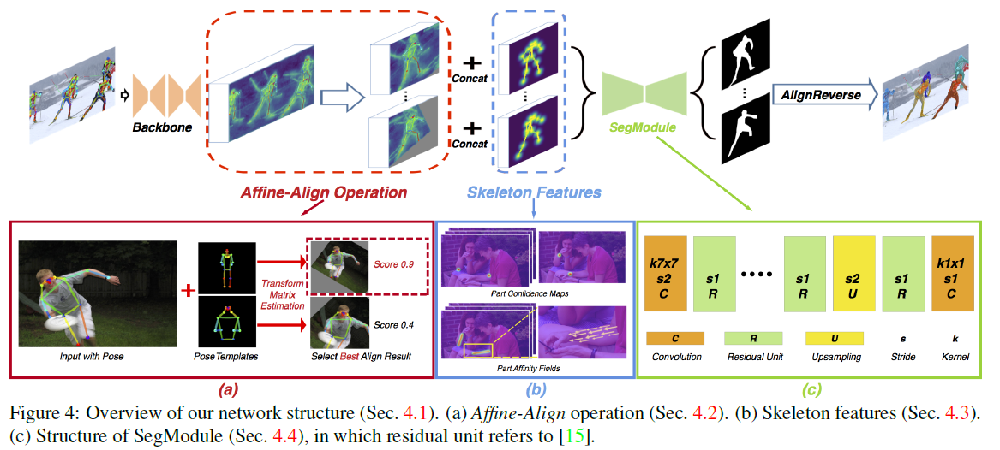 Backbone
Concat
Concat
SegModule
AlignReverse
Affine-Align Operation
Skeleton Features
Input with Pose
Pose Templates
Transform
Matrix
Estimation
Score 0.9
Score 0.4
Select Best Align Result
Part Confidence Maps
Part Affinity Fields
k7x7
s2
C
s1
R
s1
R
s2
U
s1
R
k1x1
s1
C
C
R
U
s
k
Convolution
Residual Unit
Upsampling
Stride
Kernel
(a)
(b)
(c)
Figure 4: Overview of our network structure (Sec. 4.1). (a) Affine-Align operation (Sec. 4.2). (b) Skeleton features (Sec. 4.3).
(c) Structure of SegModule (Sec. 4.4), in which residual unit refers to [15].